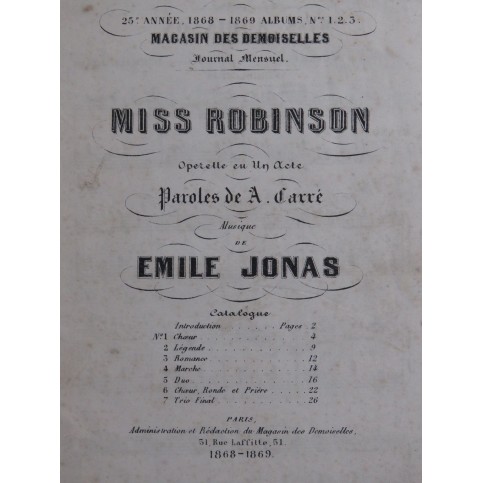 25e ANNÉE, 1868 - 1869 ALBUMS, Nos 1.2.3.
MAGASIN DES DEMOISELLES
Journal Mensuel.
MISS ROBINSON
Operette en Un Acte
Paroles de A. Carré
Musique
DE
EMILE JONAS
Catalogue
Introduction . . . . . . . . Pages. 2
No 1 Chœur . . . . . . . . 4
2 Légende . . . . . . . . 9
3 Romance . . . . . . . . 12
4 Marche . . . . . . . . 14
5 Duo . . . . . . . . 16
6 Chœur, Ronde et Prière . . . . 22
7 Trio Final . . . . . . . . 26
PARIS,
Administration et Rédaction du Magasin des Demoiselles,
51, Rue Laffitte, 51.
1868-1869.